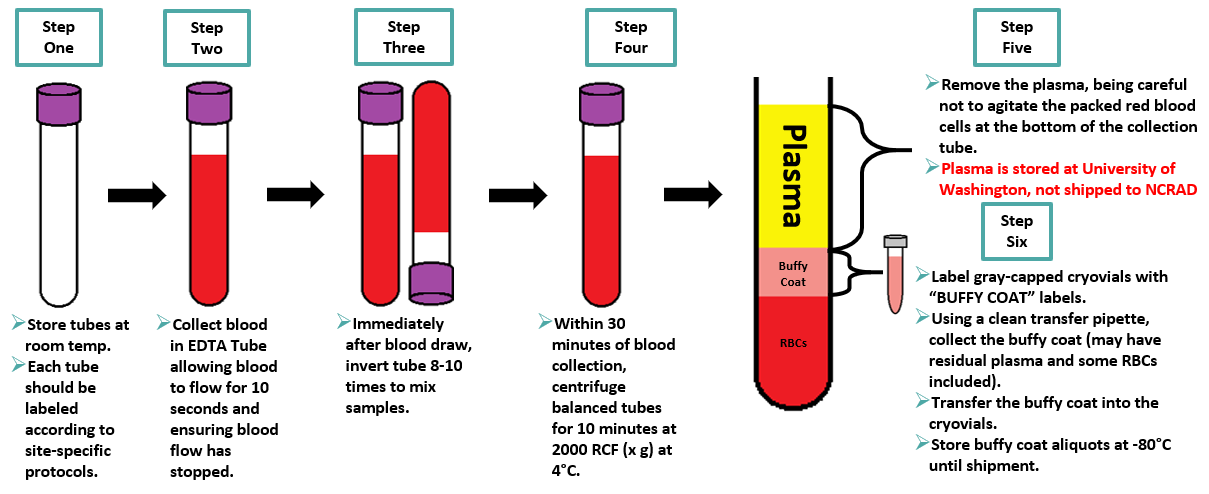 Step
One
➢Store tubes at
room temp.
➢Each tube
should be
labeled
according to
site-specific
protocols.
Step
Two
➢Collect blood
in EDTA Tube
allowing blood
to flow for 10
seconds and
ensuring blood
flow has
stopped.
Step
Three
➢Immediately
after blood draw,
invert tube 8-10
times to mix
samples.
Step
Four
➢Within 30
minutes of blood
collection,
centrifuge
balanced tubes
for 10 minutes at
2000 RCF (x g) at
4°C.
Plasma
Buffy
Coat
RBCs
Step
Five
➢Remove the plasma, being careful
not to agitate the packed red blood
cells at the bottom of the collection
tube.
➢Plasma is stored at University of
Washington, not shipped to NCRAD
Step
Six
➢Label gray-capped cryovials with
“BUFFY COAT” labels.
➢Using a clean transfer pipette,
collect the buffy coat (may have
residual plasma and some RBCs
included).
➢Transfer the buffy coat into the
cryovials.
➢Store buffy coat aliquots at -80°C
until shipment.